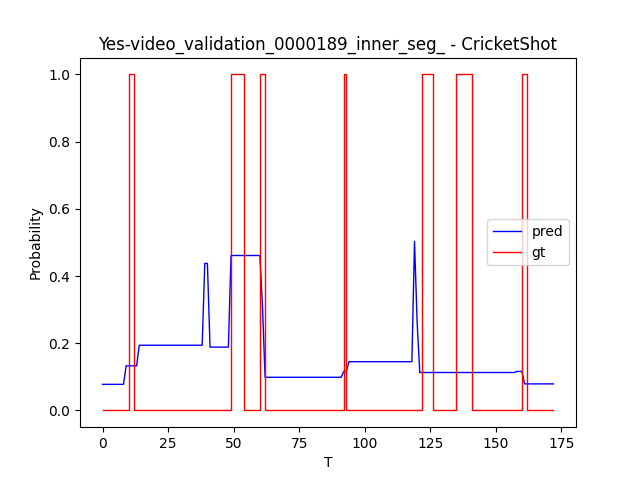 Yes-video_validation_0000189_inner_seg_ - CricketShot
1.0
0.8
0.6
0.4
0.2
0.0
Probability
pred
gt
0 25 50 75 100 125 150 175
T